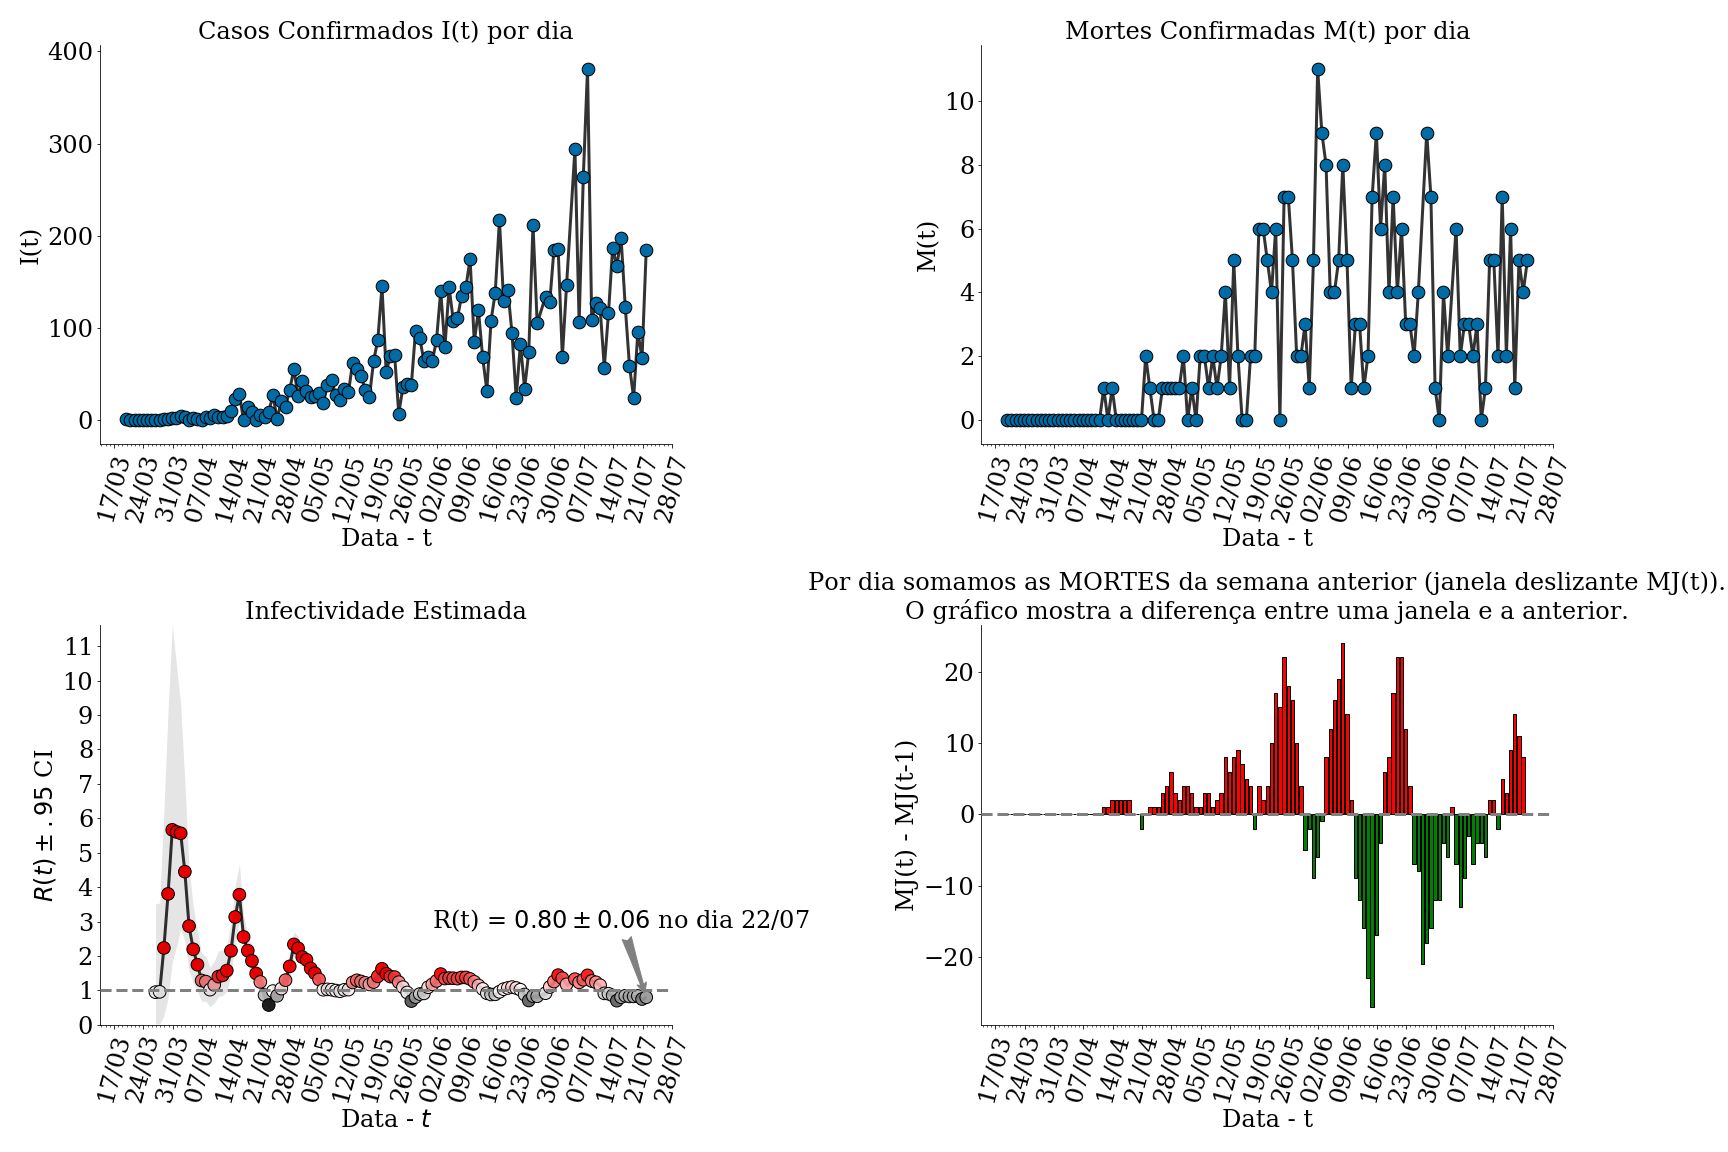 Casos Confirmados I(t) por dia
400
300
200
100
0
I(t)
17/03 24/03 31/03 07/04 14/04 21/04 28/04 05/05 12/05 19/05 26/05 02/06 09/06 16/06 23/06 30/06 07/07 14/07 21/07 28/07
Data - t
Mortes Confirmadas M(t) por dia
10
8
6
4
2
0
M(t)
17/03 24/03 31/03 07/04 14/04 21/04 28/04 05/05 12/05 19/05 26/05 02/06 09/06 16/06 23/06 30/06 07/07 14/07 21/07 28/07
Data - t
Infectividade Estimada
11
10
9
8
7
6
5
4
3
2
1
0
R(t) ± .95 CI
R(t) = 0.80 ± 0.06 no dia 22/07
17/03 24/03 31/03 07/04 14/04 21/04 28/04 05/05 12/05 19/05 26/05 02/06 09/06 16/06 23/06 30/06 07/07 14/07 21/07 28/07
Data - t
Por dia somamos as MORTES da semana anterior (janela deslizante MJ(t)).
O gráfico mostra a diferença entre uma janela e a anterior.
20
10
0
−10
−20
MJ(t) - MJ(t-1)
17/03 24/03 31/03 07/04 14/04 21/04 28/04 05/05 12/05 19/05 26/05 02/06 09/06 16/06 23/06 30/06 07/07 14/07 21/07 28/07
Data - t